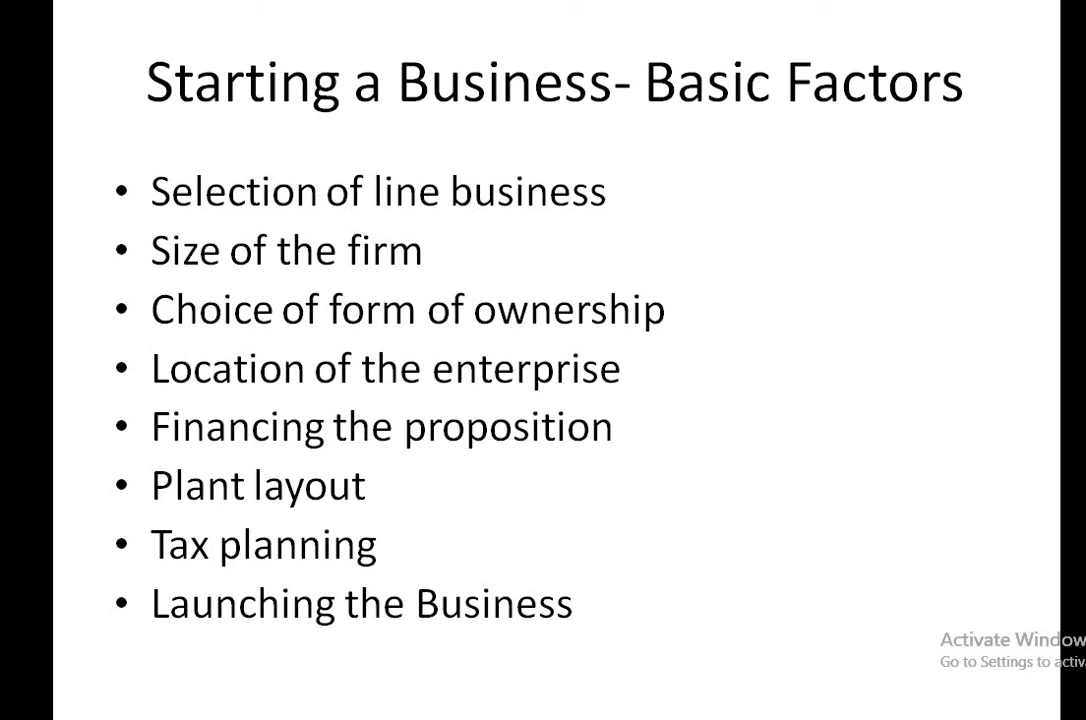 Starting a Business- Basic Factors
• Selection of line business
• Size of the firm
• Choice of form of ownership
• Location of the enterprise
• Financing the proposition
• Plant layout
• Tax planning
• Launching the Business
Activate Window
Go to Settings to activ